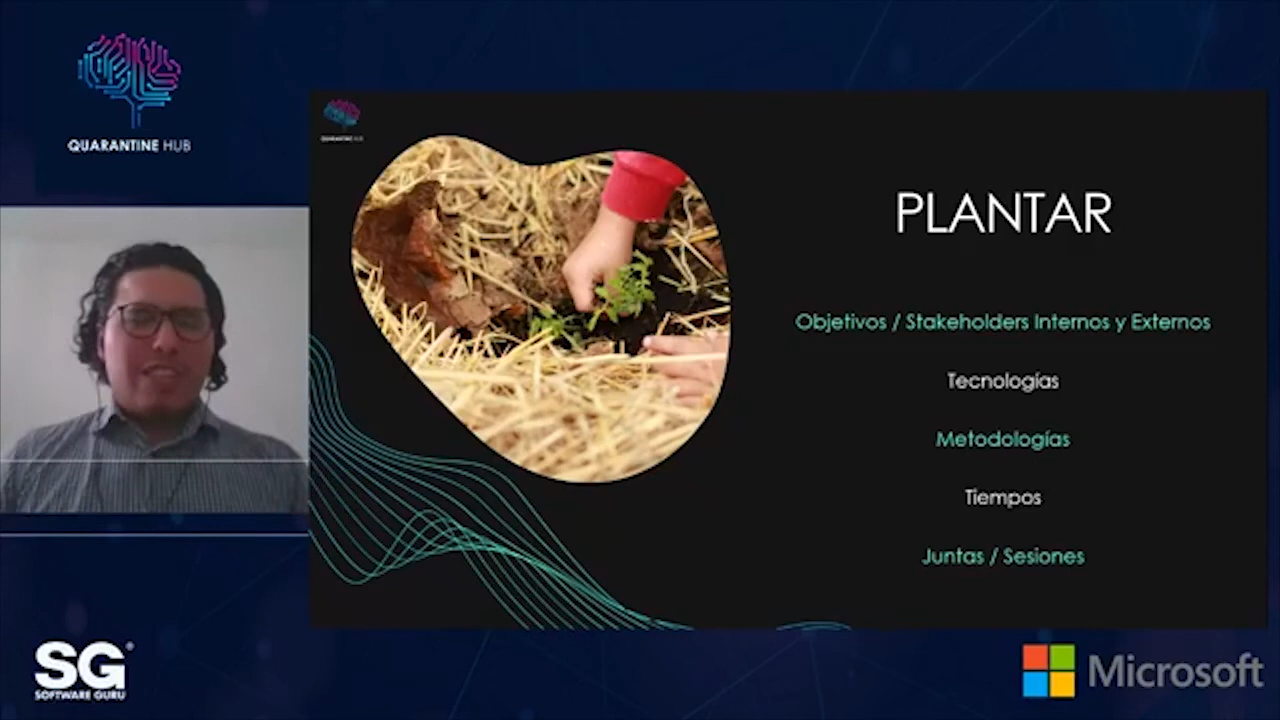 QUARANTINE HUB
QUARANTINE HUB
PLANTAR
Objetivos / Stakeholders Internos y Externos
Tecnologías
Metodologías
Tiempos
Juntas / Sesiones
SG
SOFTWARE GURU
Microsoft